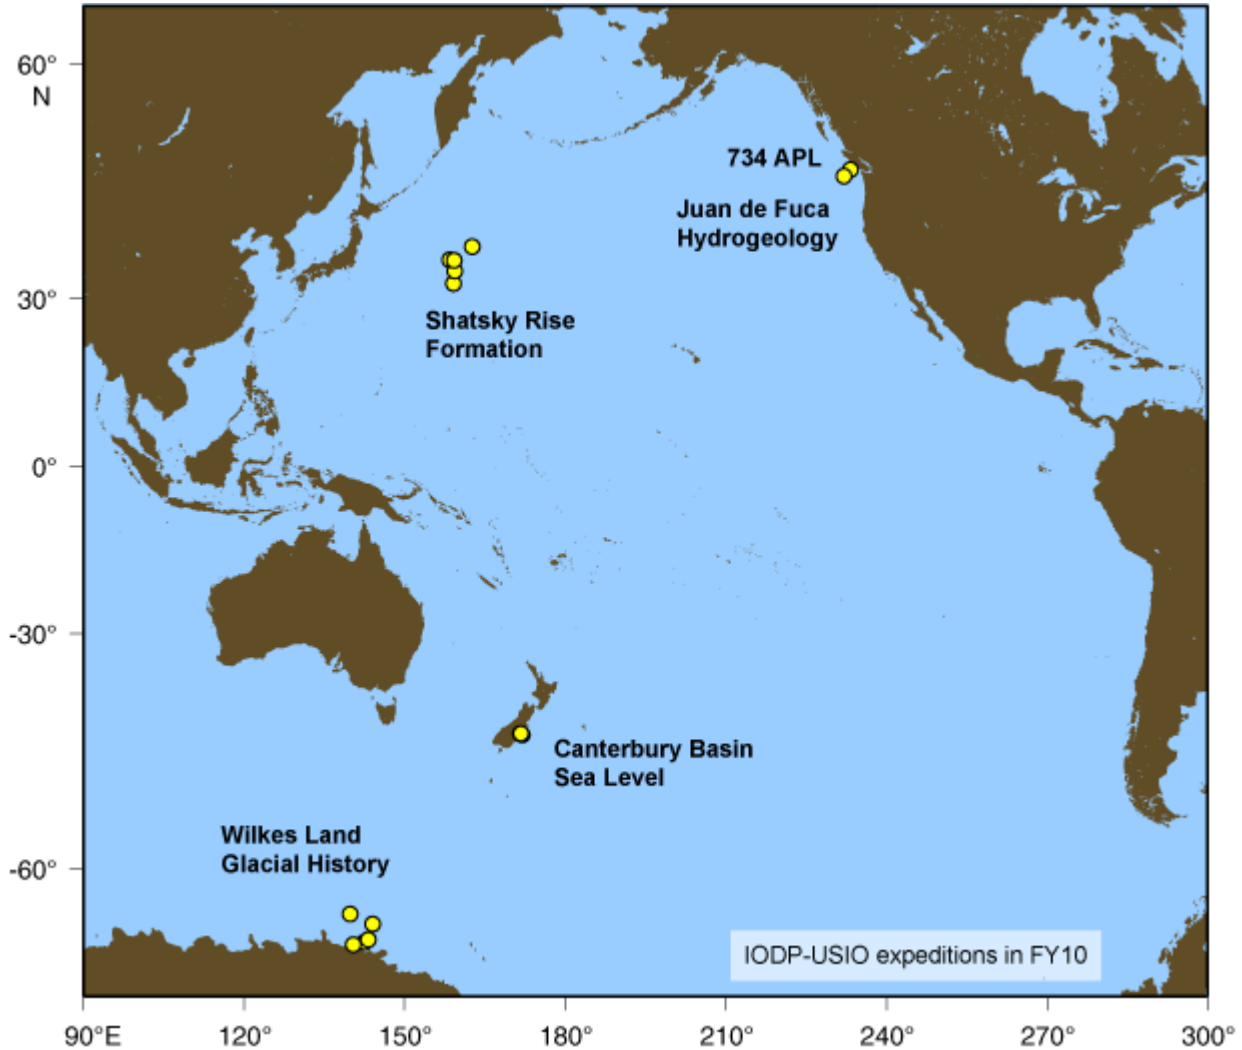 60°
N
734 APL
Juan de Fuca
Hydrogeology
30°
Shatsky Rise
Formation
0°
-30°
Canterbury Basin
Sea Level
Wilkes Land
Glacial History
-60°
IODP-USIO expeditions in FY10
90°E 120° 150° 180° 210° 240° 270° 300°